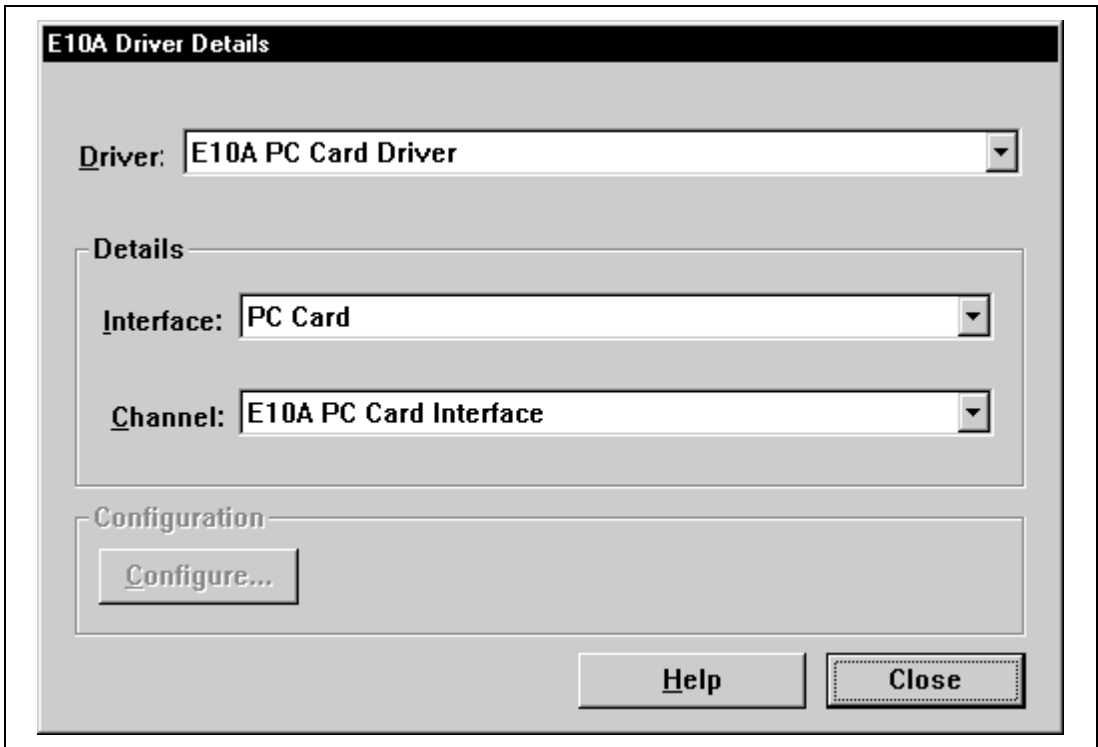 E10A Driver Details
Driver: E10A PC Card Driver
Details
Interface: PC Card
Channel: E10A PC Card Interface
Configuration
Configure...
Help Close